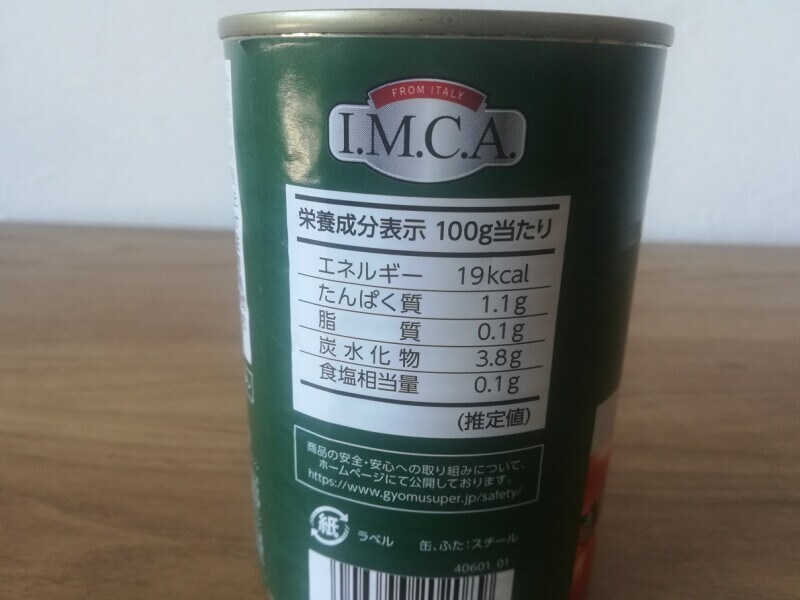 FROM ITALY
I.M.C.A.
栄養成分表示 100g当たり
エネルギー 19kcal
たんぱく質 1.1g
脂質 0.1g
炭水化物 3.8g
食塩相当量 0.1g
(推定値)
商品の安全・安心への取り組みについて、
ホームページにて公開しております。
https://www.gyomusuper.jp/safety/
紙 ラベル 缶、ふた:スチール
40601_01